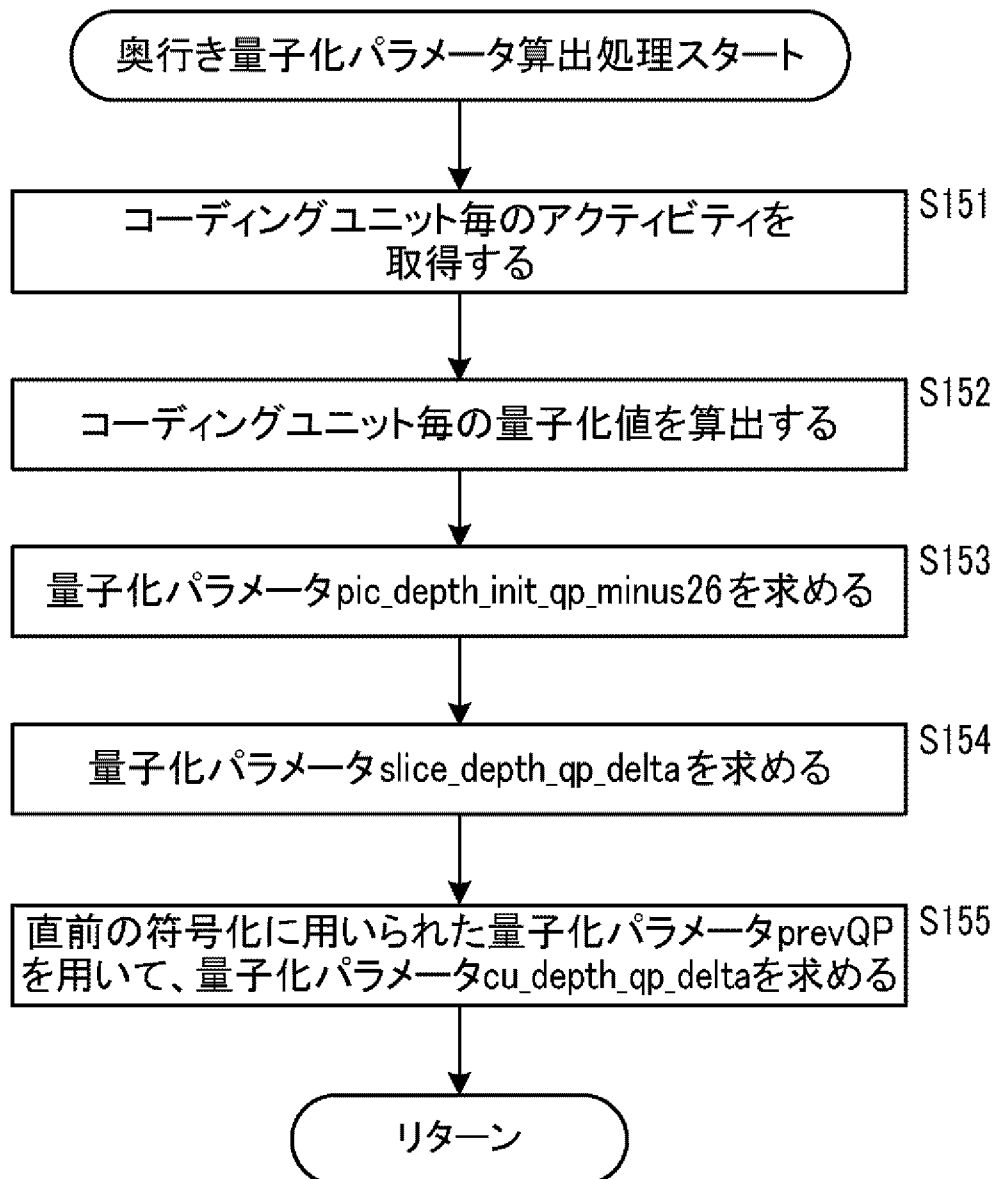 奥行き量子化パラメータ算出処理スタート
S151
コーディングユニット毎のアクティビティを
取得する
S152
コーディングユニット毎の量子化値を算出する
S153
量子化パラメータpic_depth_init_qp_minus26を求める
S154
量子化パラメータslice_depth_qp_deltaを求める
S155
直前の符号化に用いられた量子化パラメータprevQP
を用いて、量子化パラメータcu_depth_qp_deltaを求める
リターン